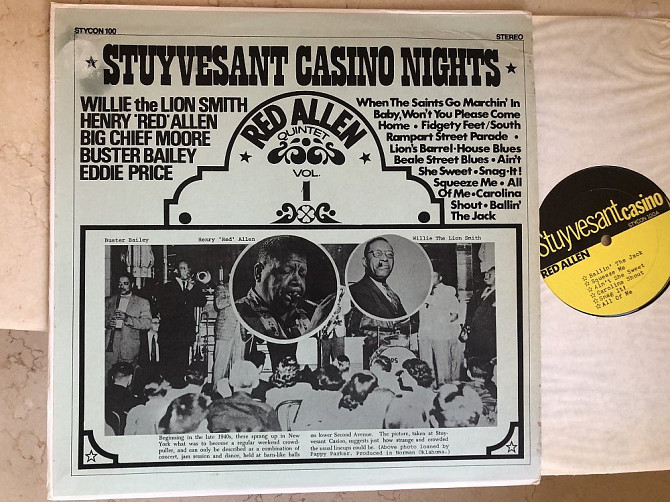 STYCON 100
STEREO
STUYVESANT CASINO NIGHTS
WILLIE the LION SMITH
HENRY 'RED' ALLEN
BIG CHIEF MOORE
BUSTER BAILEY
EDDIE PRICE
RED ALLEN
QUINTET
VOL.
1
When The Saints Go Marchin' In
Baby, Won't You Please Come
Home • Fidgety Feet/South
Rampart Street Parade •
Lion's Barrel-House Blues
Beale Street Blues • Ain't
She Sweet • Snag-It!
Squeeze Me • All
Of Me • Carolina
Shout • Ballin'
The Jack
Buster Bailey
Henry 'Red' Allen
Willie The Lion Smith
Beginning in the late 1940s, there sprang up in New
York what was to become a regular weekend crowd-
puller, and can only be described as a combination of
concert, jam session and dance, held at barn-like halls
on lower Second Avenue. The picture, taken at Stuy-
vesant Casino, suggests just how strange and crowded
the usual lineups could be. (Above photo loaned by
Pappy Parker. Produced in Norman Oklahoma.)
Stuyvesant casino
STYCON 100A
RED ALLEN
☆ Ballin' The Jack
☆ Squeeze Me
☆ Ain't She Sweet
☆ Carolina Shout
☆ Snag It!
☆ All Of Me